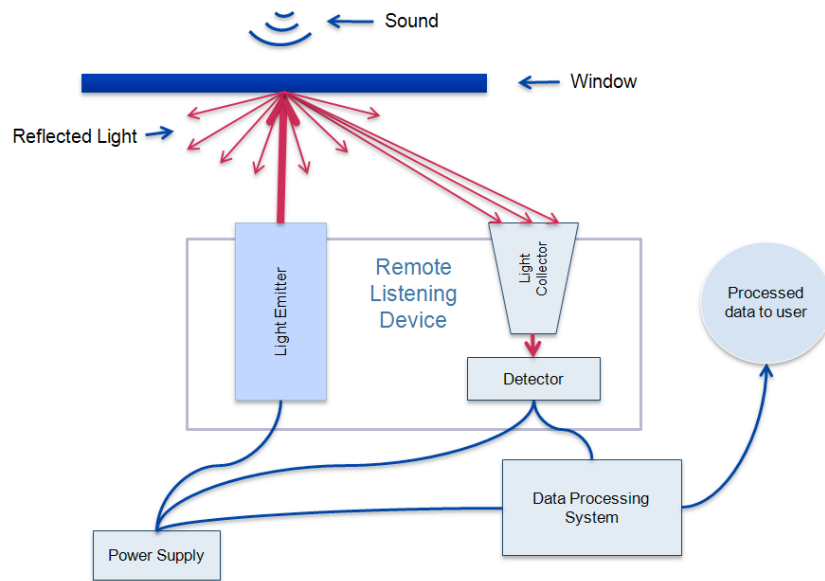 Sound
Window
Reflected Light
Remote
Listening
Device
Light Emitter
Light
Collector
Processed
data to user
Detector
Data Processing
System
Power Supply